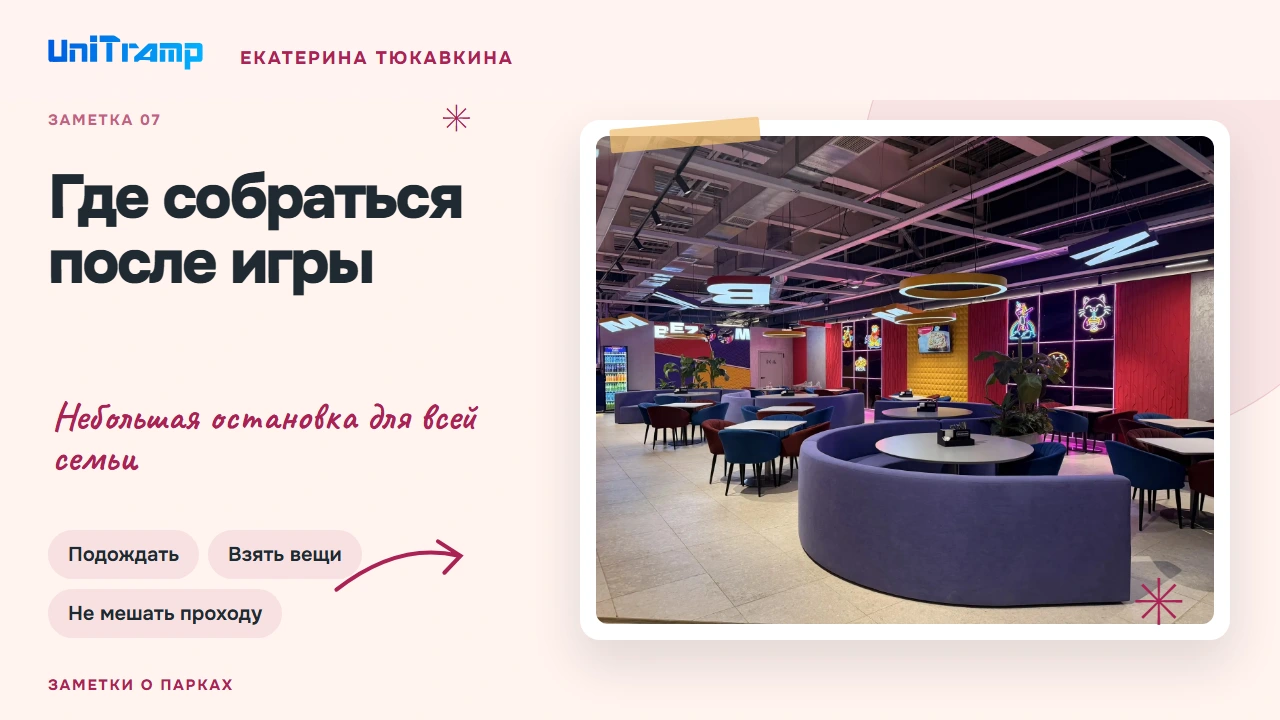 UniTramp
ЕКАТЕРИНА ТЮКАВКИНА
ЗАМЕТКА 07
Где собраться
после игры
Небольшая остановка для всей
семьи
Подождать
Взять вещи
Не мешать проходу
ЗАМЕТКИ О ПАРКАХ